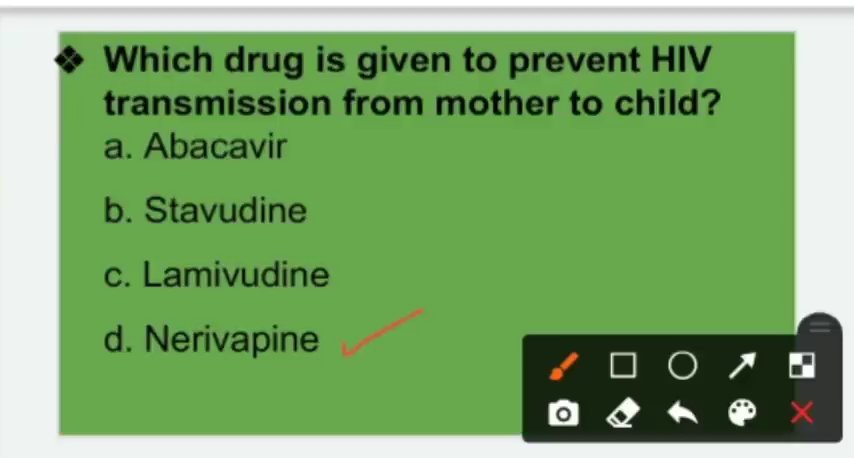 ❖ Which drug is given to prevent HIV
transmission from mother to child?
a. Abacavir
b. Stavudine
c. Lamivudine
d. Nerivapine